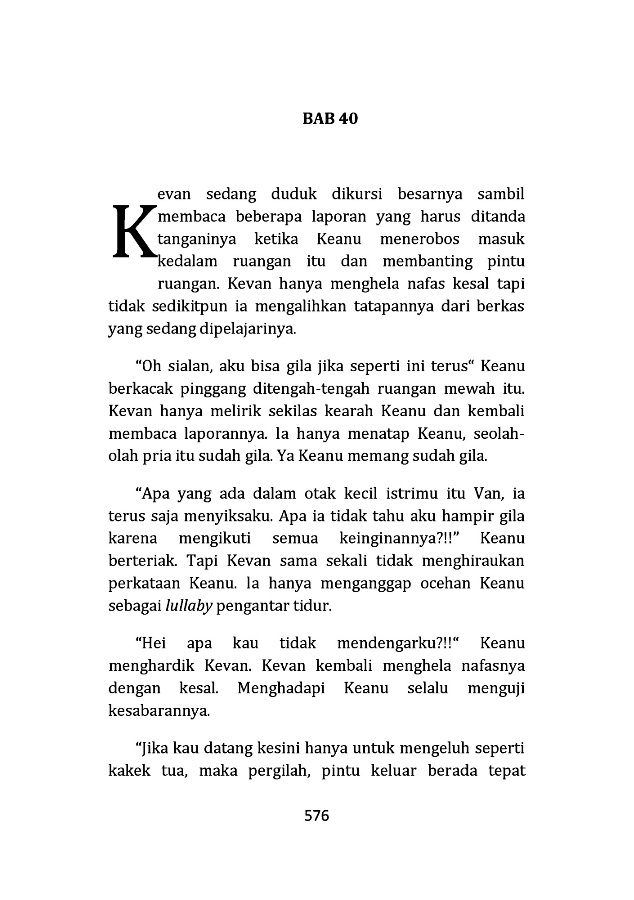 BAB 40
Kevan sedang duduk dikursi besarnya sambil
membaca beberapa laporan yang harus ditanda
tanganinya ketika Keanu menerobos masuk
kedalam ruangan itu dan membanting pintu
ruangan. Kevan hanya menghela nafas kesal tapi
tidak sedikitpun ia mengalihkan tatapannya dari berkas
yang sedang dipelajarinya.
“Oh sialan, aku bisa gila jika seperti ini terus“ Keanu
berkacak pinggang ditengah-tengah ruangan mewah itu.
Kevan hanya melirik sekilas kearah Keanu dan kembali
membaca laporannya. Ia hanya menatap Keanu, seolah-
olah pria itu sudah gila. Ya Keanu memang sudah gila.
“Apa yang ada dalam otak kecil istrimu itu Van, ia
terus saja menyiksaku. Apa ia tidak tahu aku hampir gila
karena mengikuti semua keinginannya?!!” Keanu
berteriak. Tapi Kevan sama sekali tidak menghiraukan
perkataan Keanu. Ia hanya menganggap ocehan Keanu
sebagai lullaby pengantar tidur.
“Hei apa kau tidak mendengarku?!!“ Keanu
menghardik Kevan. Kevan kembali menghela nafasnya
dengan kesal. Menghadapi Keanu selalu menguji
kesabarannya.
“Jika kau datang kesini hanya untuk mengeluh seperti
kakek tua, maka pergilah, pintu keluar berada tepat
576